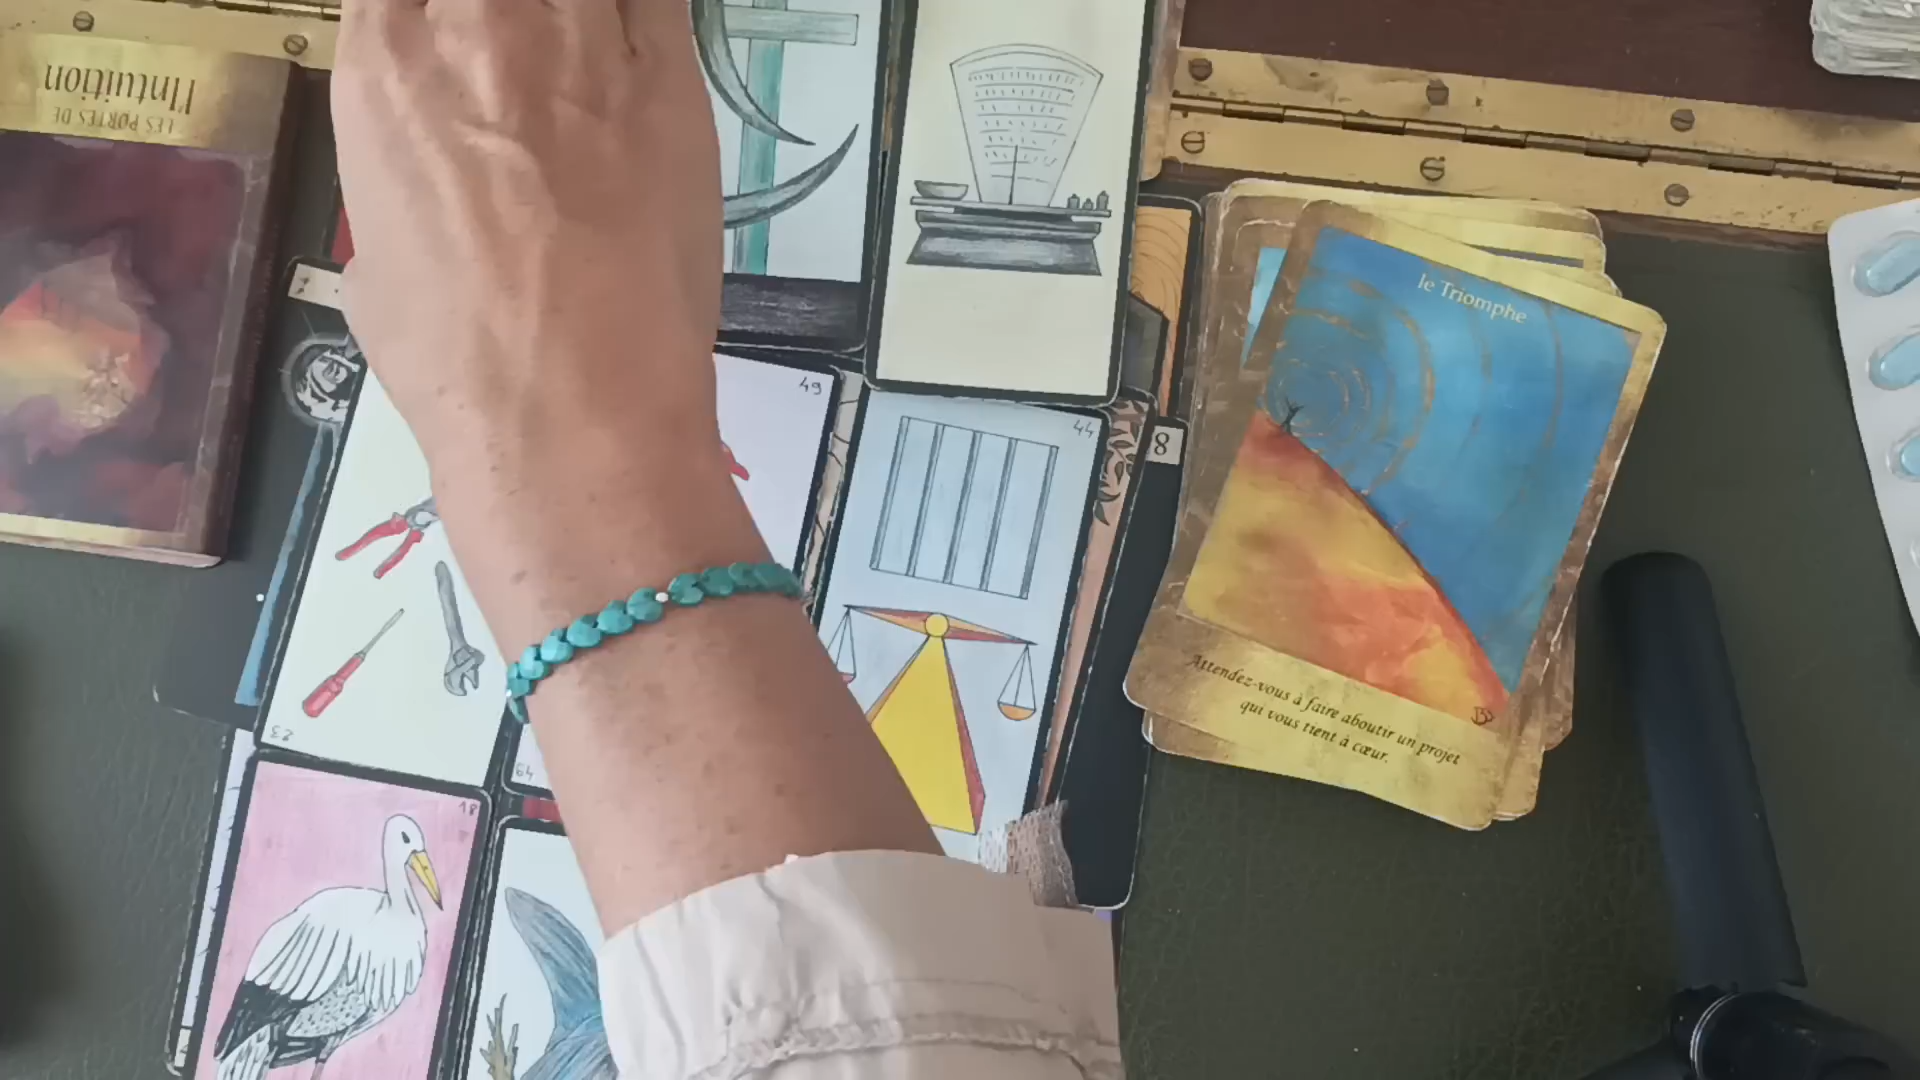 LES PORTES DE
l'Intuition
49
44
8
le Triomphe
Attendez-vous à faire aboutir un projet
qui vous tient à cœur.
23
64
18